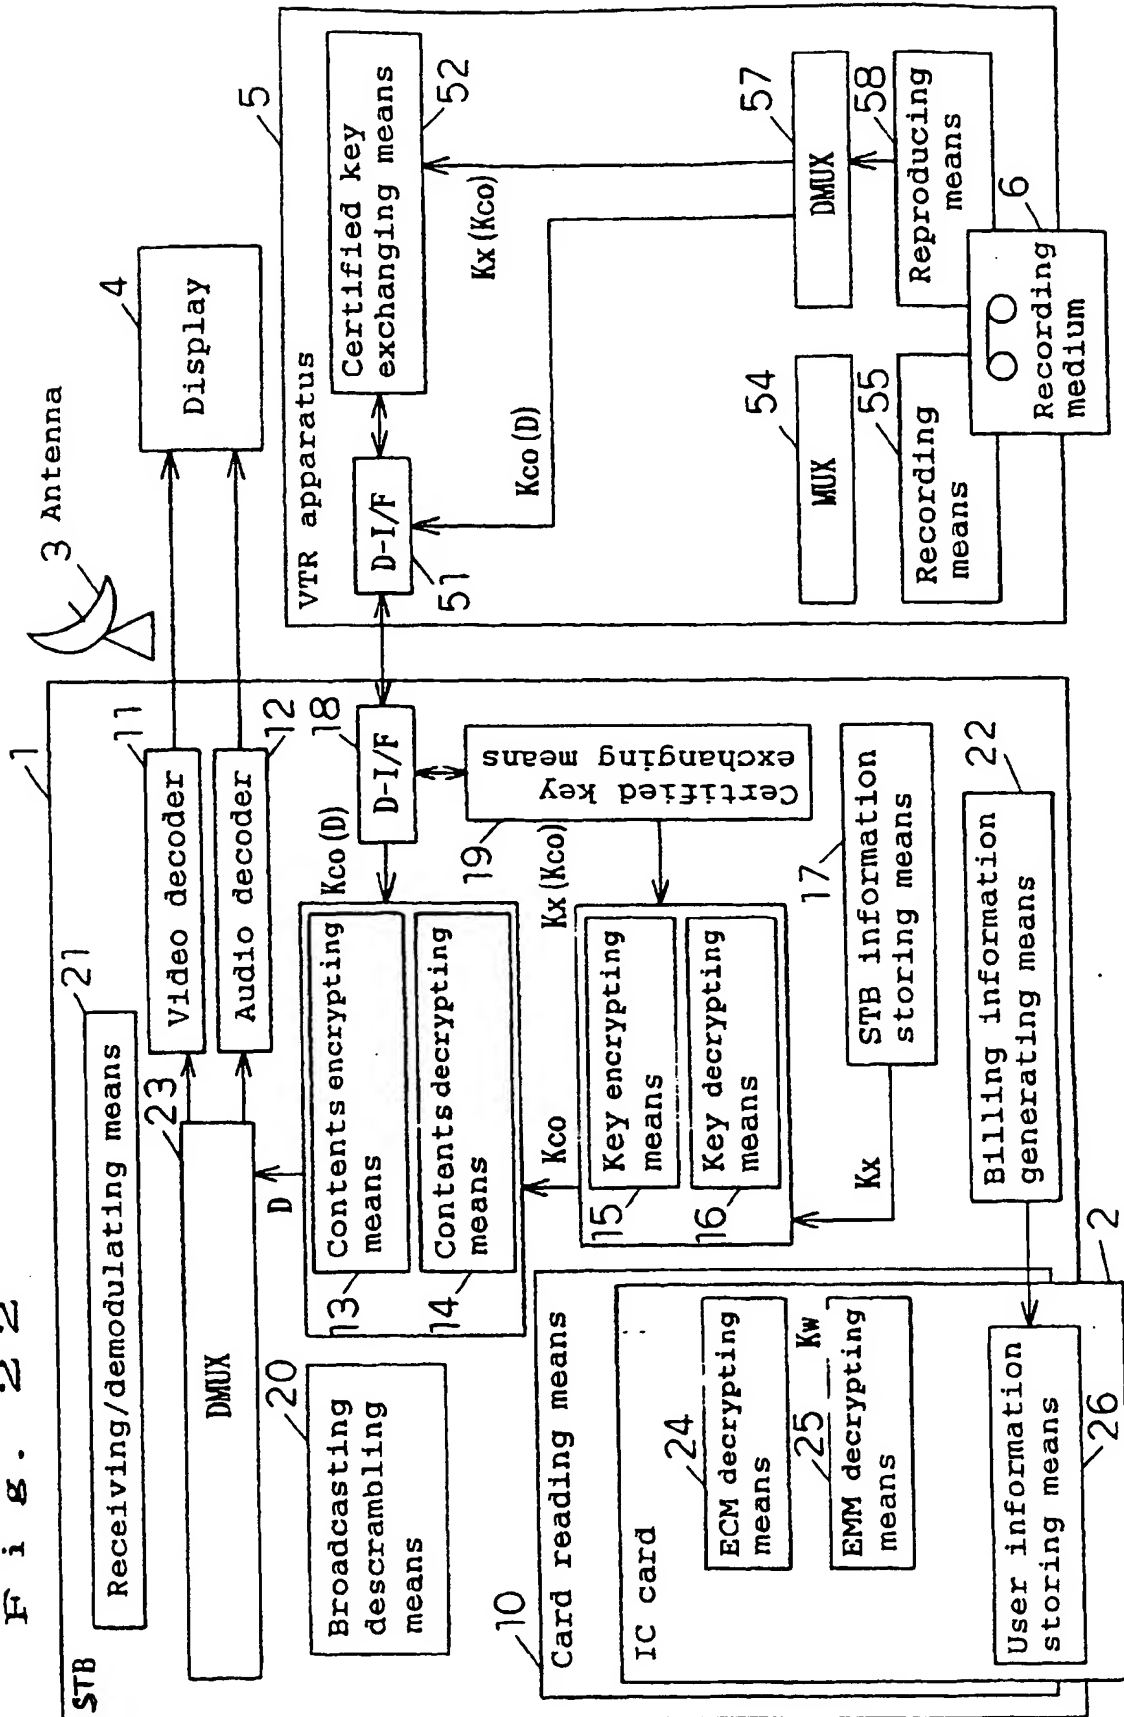 Fig. 22
STB
1
Receiving/demodulating means
21
DMUX
23
Video decoder
11
Audio decoder
12
3 Antenna
4
Display
Broadcasting
descrambling
means
20
D
Contents encrypting
means
13
Contents decrypting
means
14
Kco(D)
D-I/F
18
Certified key
exchanging means
19
Kx(Kco)
Kco
Key encrypting
means
15
Key decrypting
means
16
Kx
STB information
storing means
17
Billing information
generating means
22
10
Card reading means
IC card
2
24
ECM decrypting
means
25
Kw
EMM decrypting
means
User information
storing means
26
5
VTR apparatus
D-I/F
51
Certified key
exchanging means
52
Kx(Kco)
Kco(D)
MUX
54
DMUX
57
Recording
means
55
Reproducing
means
58
Recording
medium
6